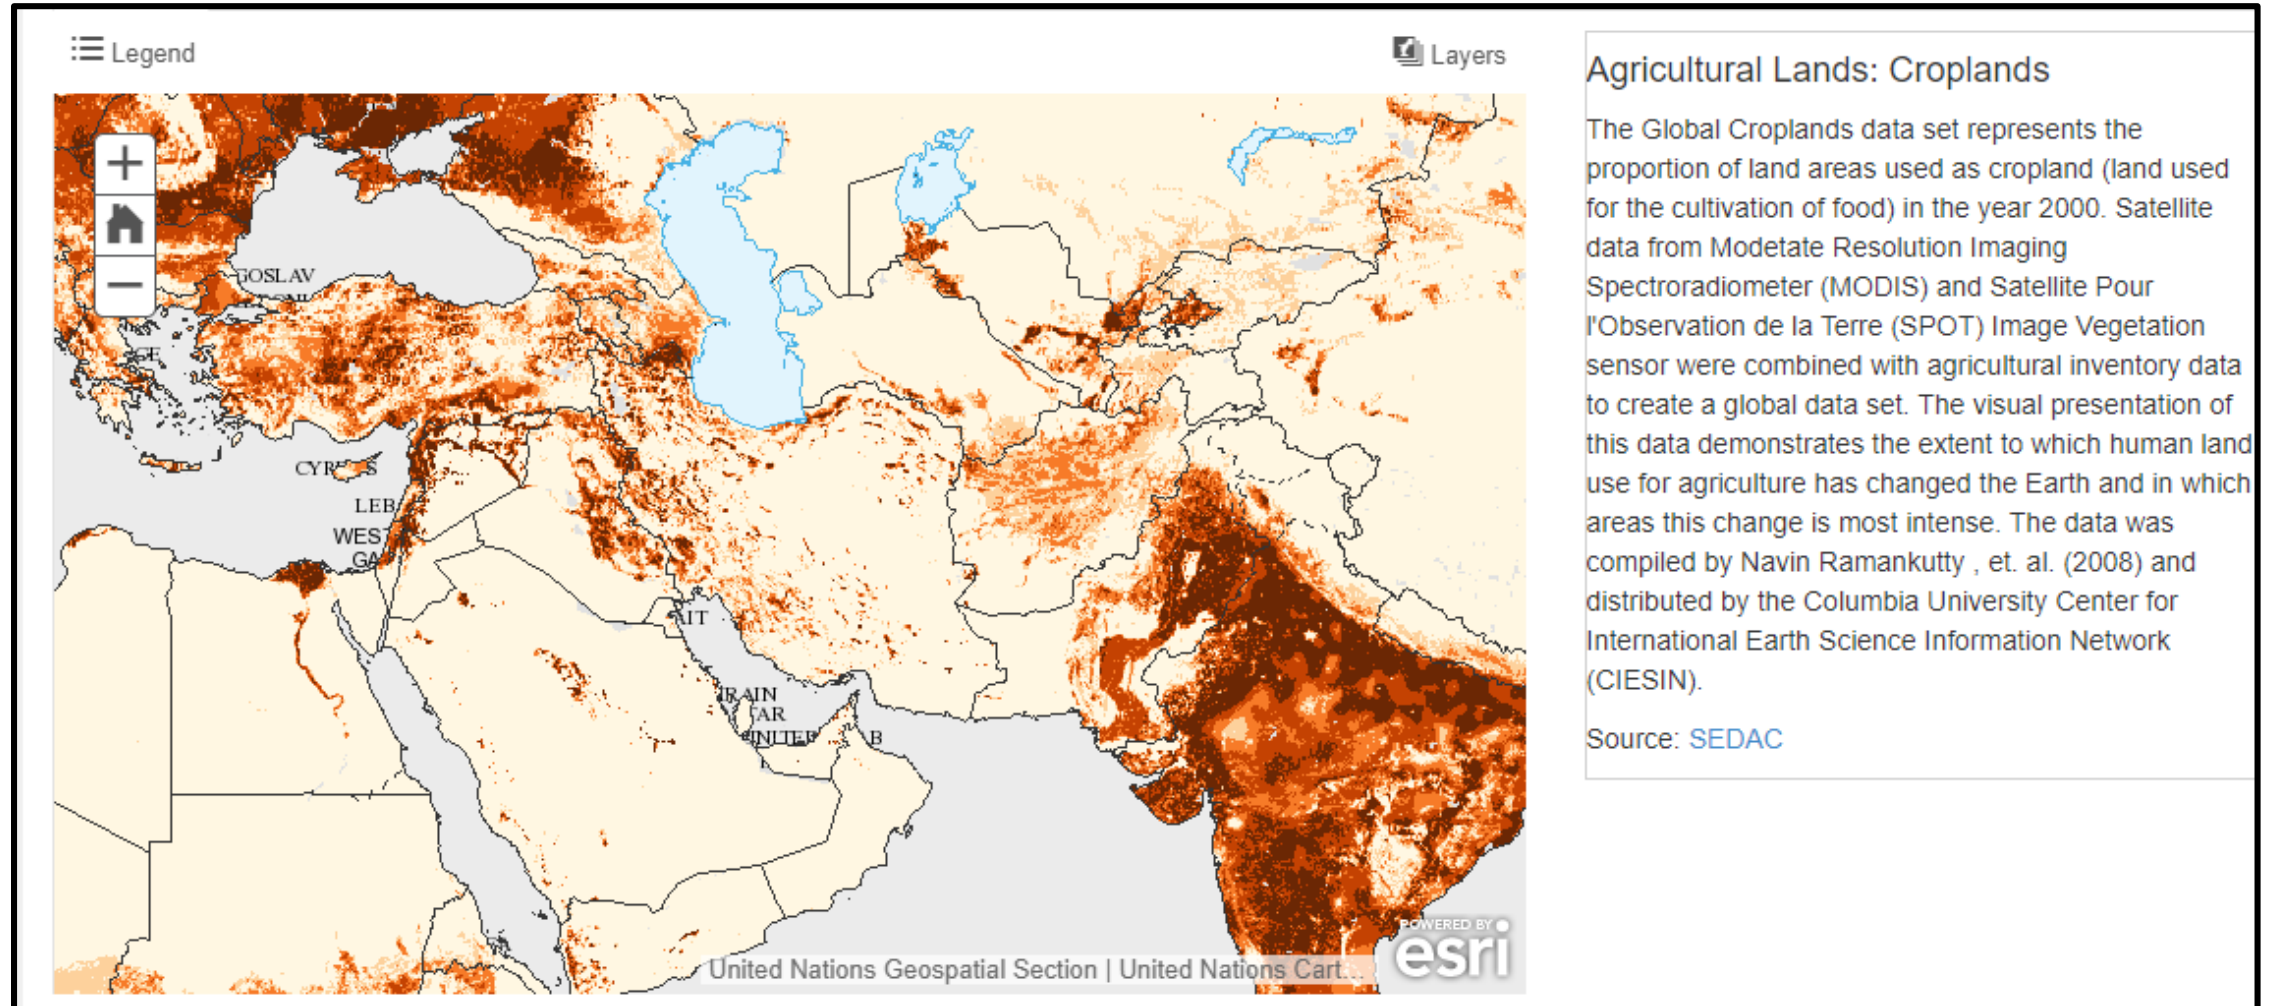 Legend
Layers
GOSLAV
GE
CYR S
LEB
WES
GA
AIT
RAIN
TAR
UNITE
AB
United Nations Geospatial Section | United Nations Cart...
POWERED BY
esri
Agricultural Lands: Croplands
The Global Croplands data set represents the
proportion of land areas used as cropland (land used
for the cultivation of food) in the year 2000. Satellite
data from Modetate Resolution Imaging
Spectroradiometer (MODIS) and Satellite Pour
l'Observation de la Terre (SPOT) Image Vegetation
sensor were combined with agricultural inventory data
to create a global data set. The visual presentation of
this data demonstrates the extent to which human land
use for agriculture has changed the Earth and in which
areas this change is most intense. The data was
compiled by Navin Ramankutty , et. al. (2008) and
distributed by the Columbia University Center for
International Earth Science Information Network
(CIESIN).
Source: SEDAC